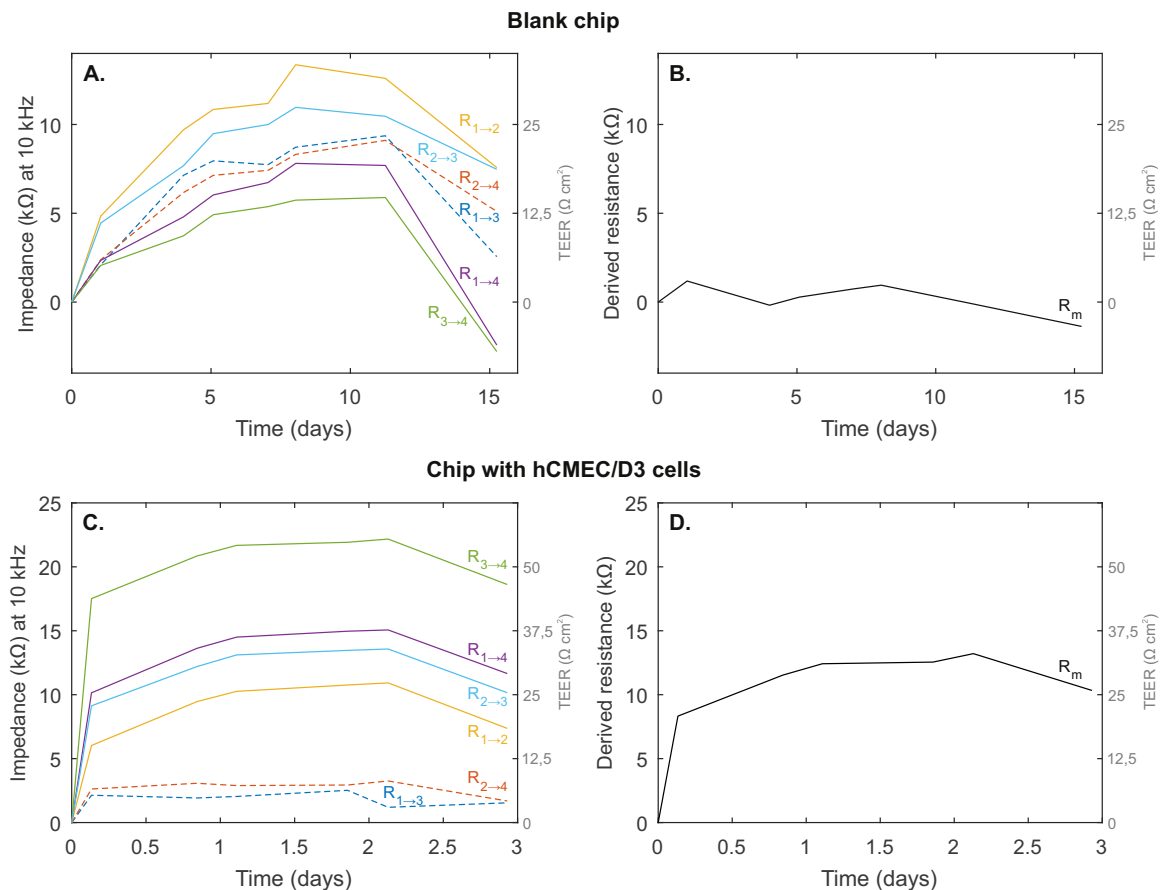 Blank chip
A.
Impedance (kΩ) at 10 kHz
10
5
0
R1→2
R2→3
R2→4
R1→3
R1→4
R3→4
25
12,5
0
TEER (Ω cm²)
0 5 10 15
Time (days)
B.
Derived resistance (kΩ)
10
5
0
Rm
25
12,5
0
TEER (Ω cm²)
0 5 10 15
Time (days)
Chip with hCMEC/D3 cells
C.
Impedance (kΩ) at 10 kHz
25
20
15
10
5
0
R3→4
R1→4
R2→3
R1→2
R2→4
R1→3
50
37,5
25
12,5
0
TEER (Ω cm²)
0 0.5 1 1.5 2 2.5 3
Time (days)
D.
Derived resistance (kΩ)
25
20
15
10
5
0
Rm
50
37,5
25
12,5
0
TEER (Ω cm²)
0 0.5 1 1.5 2 2.5 3
Time (days)